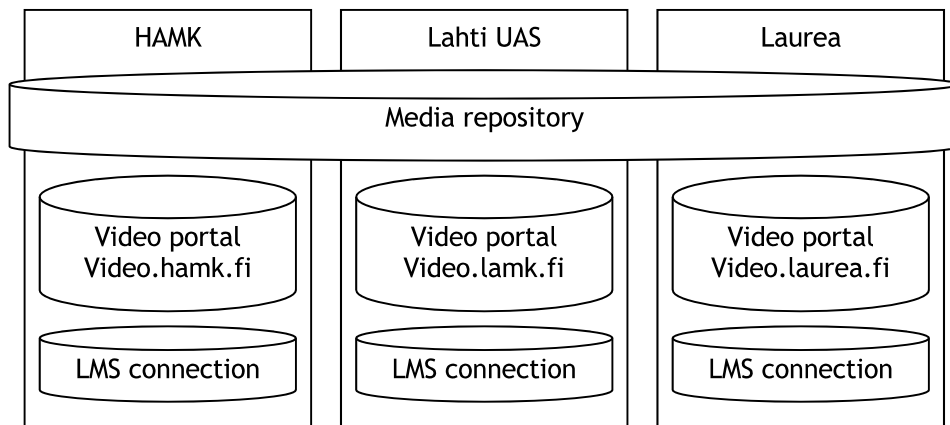 HAMK
Lahti UAS
Laurea
Media repository
Video portal
Video.hamk.fi
Video portal
Video.lamk.fi
Video portal
Video.laurea.fi
LMS connection
LMS connection
LMS connection